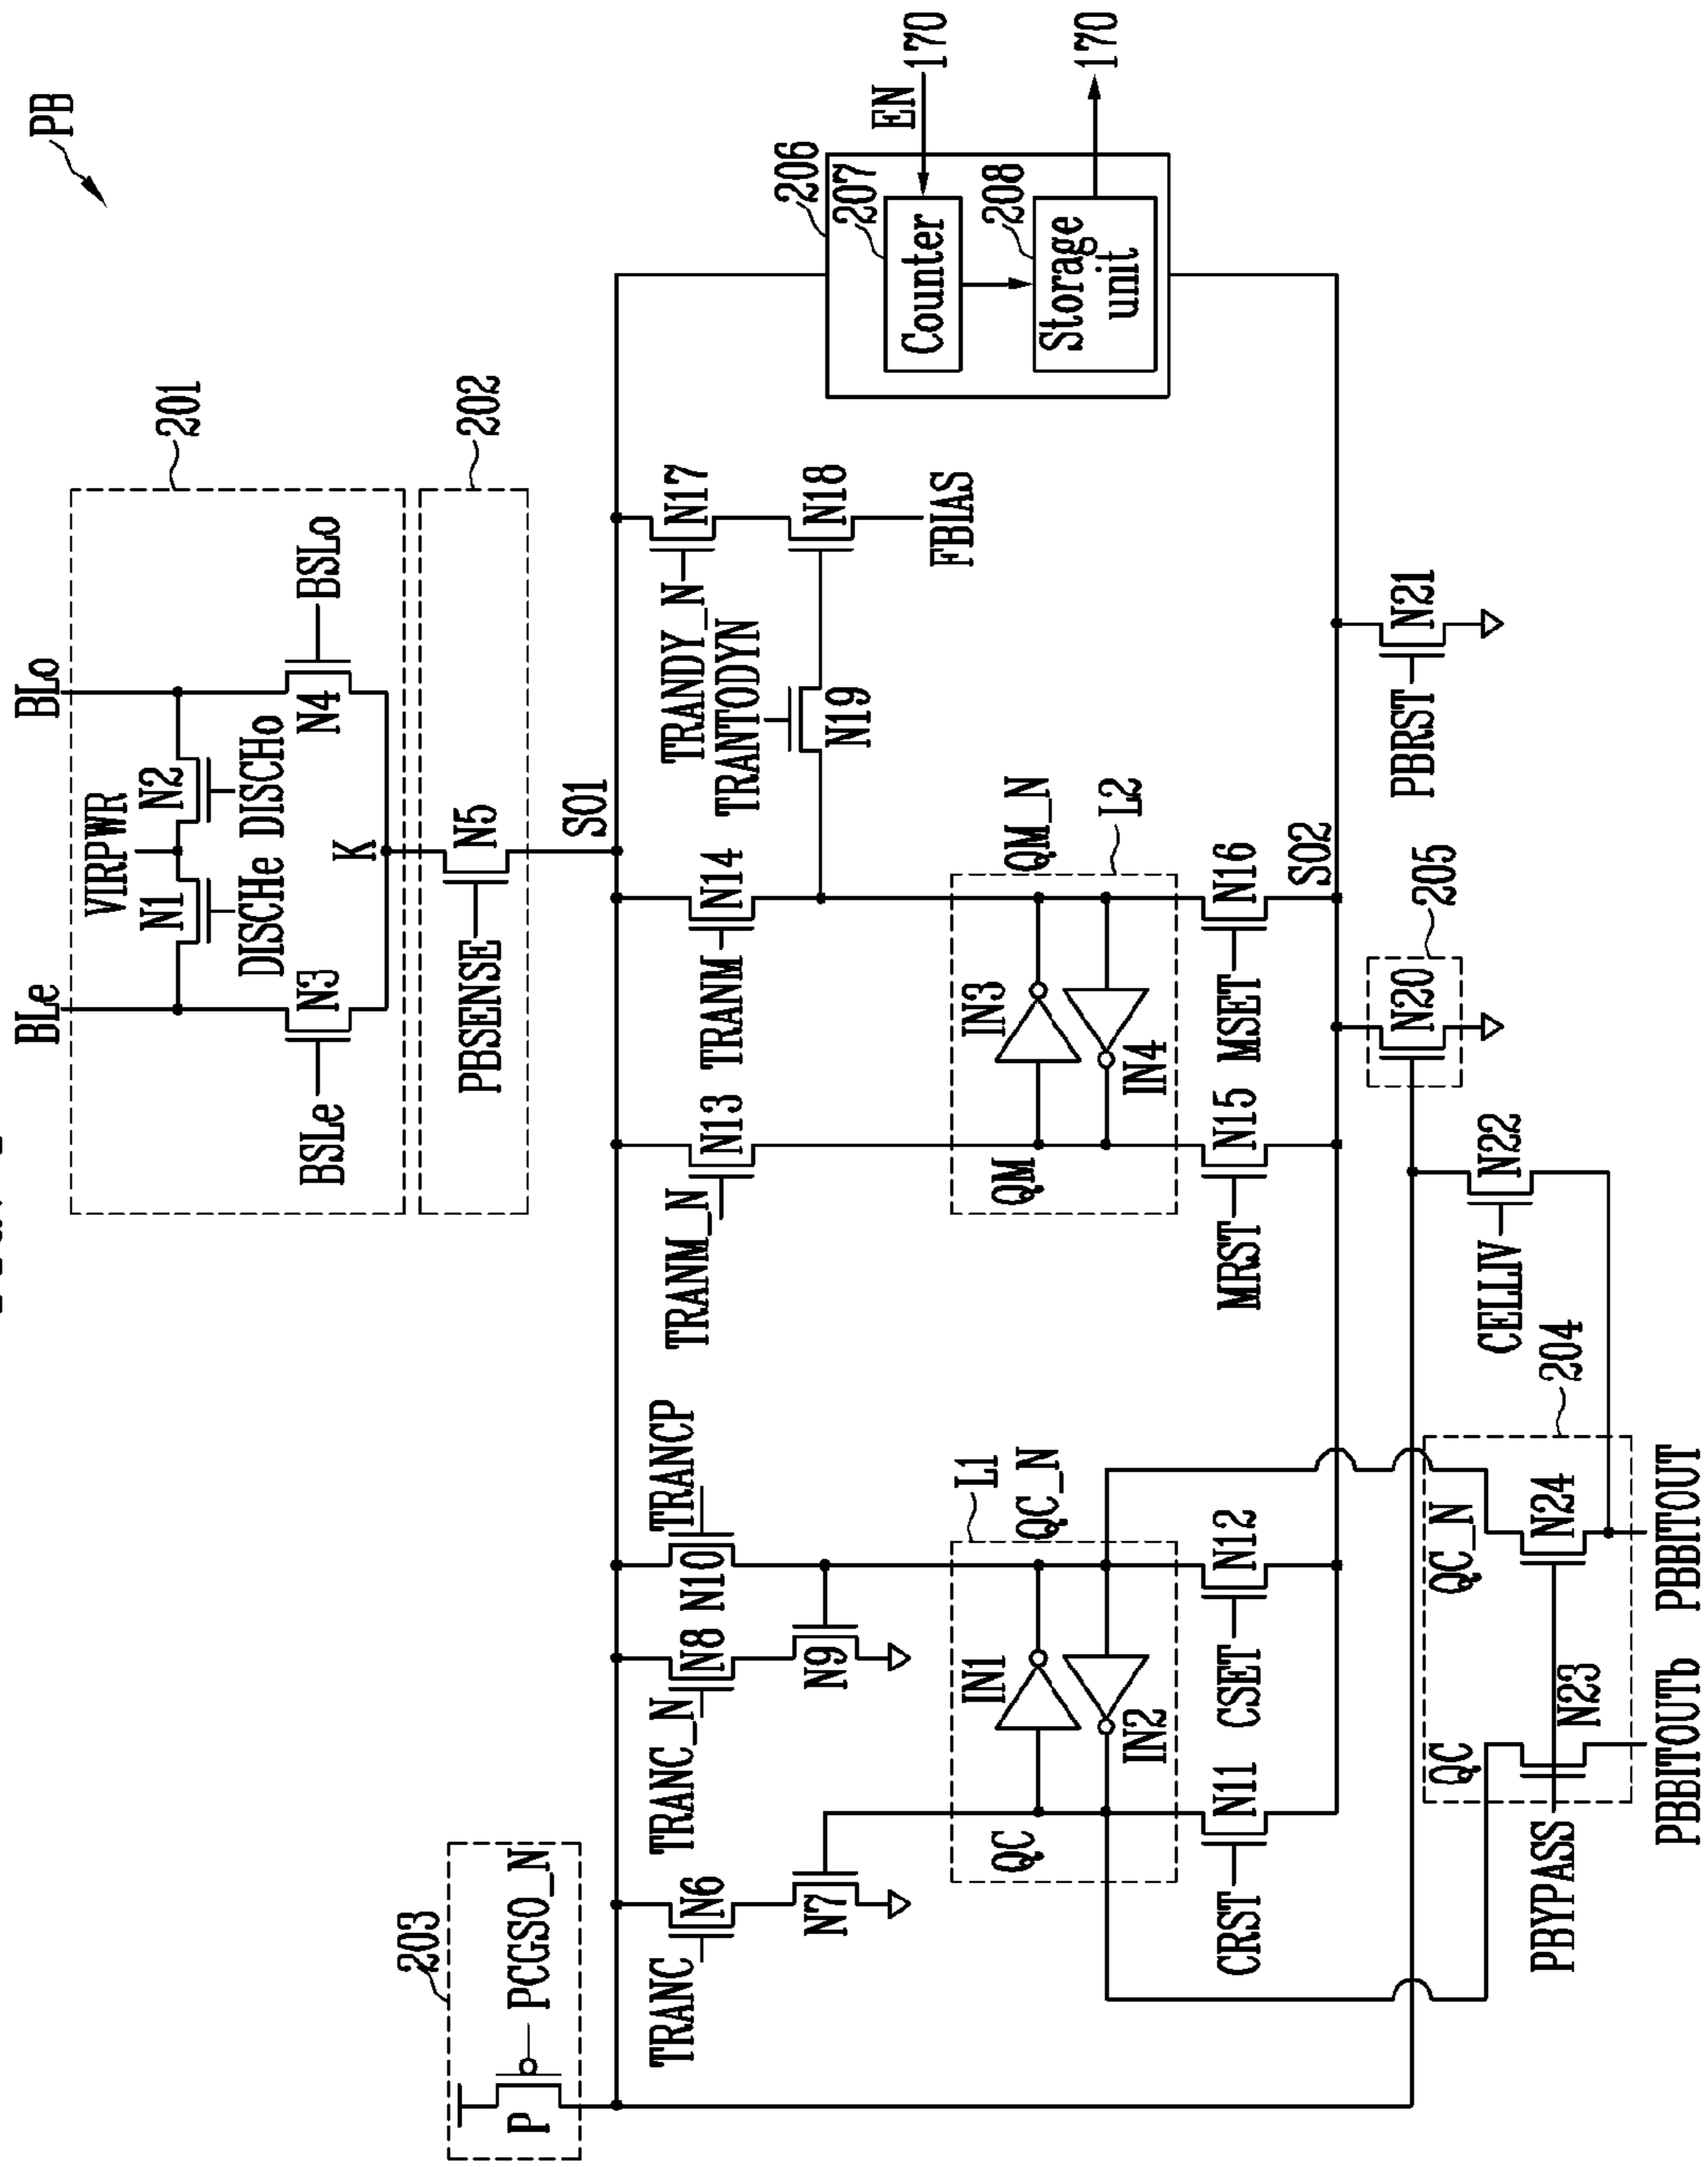 PB
BLe
BLo
VIRPWR
N1
N2
DISCHe
DISCHo
201
BSLe
N3
N4
BSLo
K
202
PBSENSE
N5
SO1
203
PCGSO_N
P
TRANC
N6
N7
TRANC_N
N8
N9
N10
TRANCP
TRANM_N
N13
TRANM
N14
TRANDY_N
N17
TRANTODYN
N19
N18
FBIAS
206
207
Counter
EN
170
208
Storage
unit
170
L1
QC
IN1
IN2
QC_N
L2
QM
IN3
IN4
QM_N
CRST
N11
CSET
N12
MRST
N15
MSET
N16
SO2
205
N20
PBRST
N21
CELLIV
N22
204
QC
QC_N
PBYPASS
N23
N24
PBBITOUTb
PBBITOUT